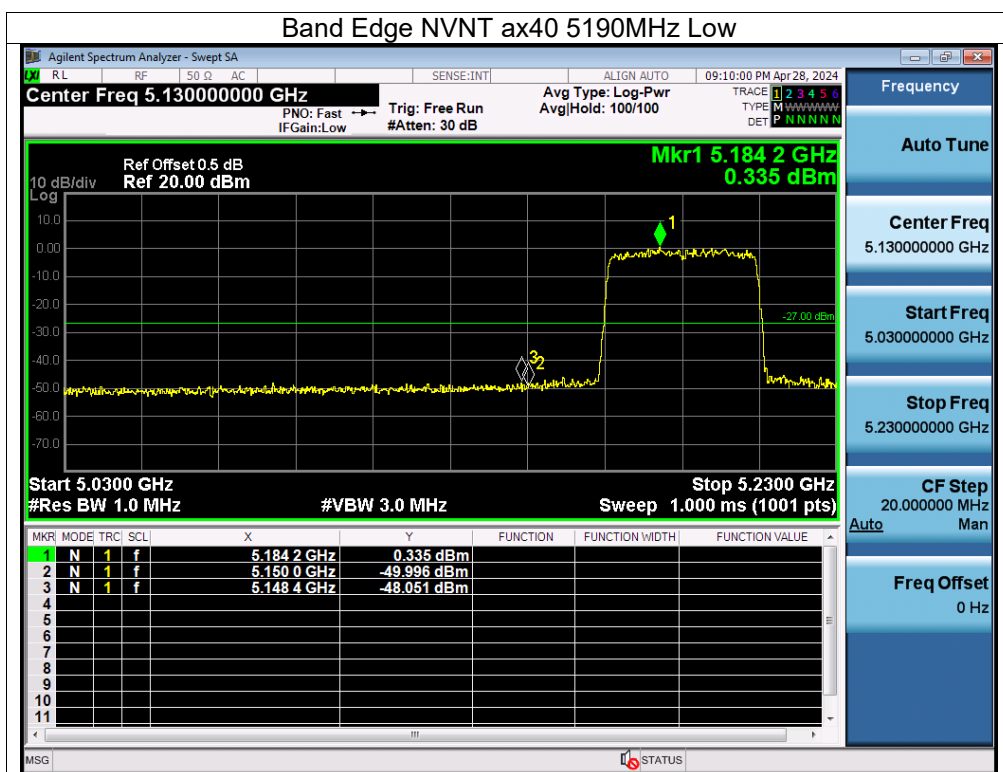 Band Edge NVNT ax40 5190MHz Low
Agilent Spectrum Analyzer - Swept SA
LXI RL RF 50 Ω AC SENSE:INT ALIGN AUTO 09:10:00 PM Apr 28, 2024
Center Freq 5.130000000 GHz
PNO: Fast
IFGain:Low
Trig: Free Run
#Atten: 30 dB
Avg Type: Log-Pwr
Avg|Hold: 100/100
TRACE 1 2 3 4 5 6
TYPE M WWWWW
DET P N N N N N
Mkr1 5.184 2 GHz
0.335 dBm
Ref Offset 0.5 dB
10 dB/div Ref 20.00 dBm
Log
10.0
0.00
-10.0
-20.0
-30.0
-40.0
-50.0
-60.0
-70.0
1
-27.00 dBm
3 2
Start 5.0300 GHz Stop 5.2300 GHz
#Res BW 1.0 MHz #VBW 3.0 MHz Sweep 1.000 ms (1001 pts)
MKR MODE TRC SCL X Y FUNCTION FUNCTION WIDTH FUNCTION VALUE
1 N 1 f 5.184 2 GHz 0.335 dBm
2 N 1 f 5.150 0 GHz -49.996 dBm
3 N 1 f 5.148 4 GHz -48.051 dBm
4
5
6
7
8
9
10
11
MSG STATUS
Frequency
Auto Tune
Center Freq
5.130000000 GHz
Start Freq
5.030000000 GHz
Stop Freq
5.230000000 GHz
CF Step
20.000000 MHz
Auto Man
Freq Offset
0 Hz